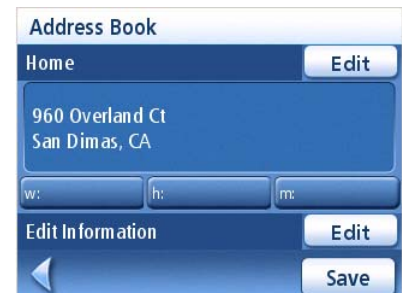 Address Book
Home Edit
960 Overland Ct
San Dimas, CA
w: h: m:
Edit Information Edit
Save